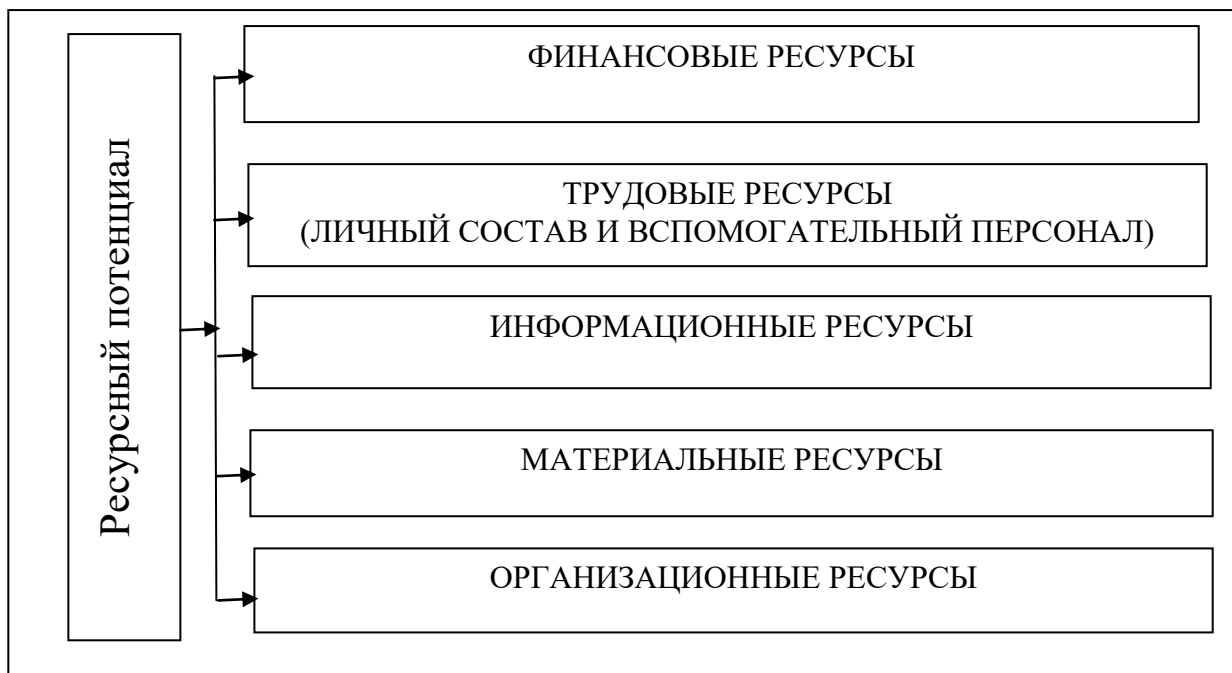 Ресурсный потенциал
ФИНАНСОВЫЕ РЕСУРСЫ
ТРУДОВЫЕ РЕСУРСЫ
(ЛИЧНЫЙ СОСТАВ И ВСПОМОГАТЕЛЬНЫЙ ПЕРСОНАЛ)
ИНФОРМАЦИОННЫЕ РЕСУРСЫ
МАТЕРИАЛЬНЫЕ РЕСУРСЫ
ОРГАНИЗАЦИОННЫЕ РЕСУРСЫ